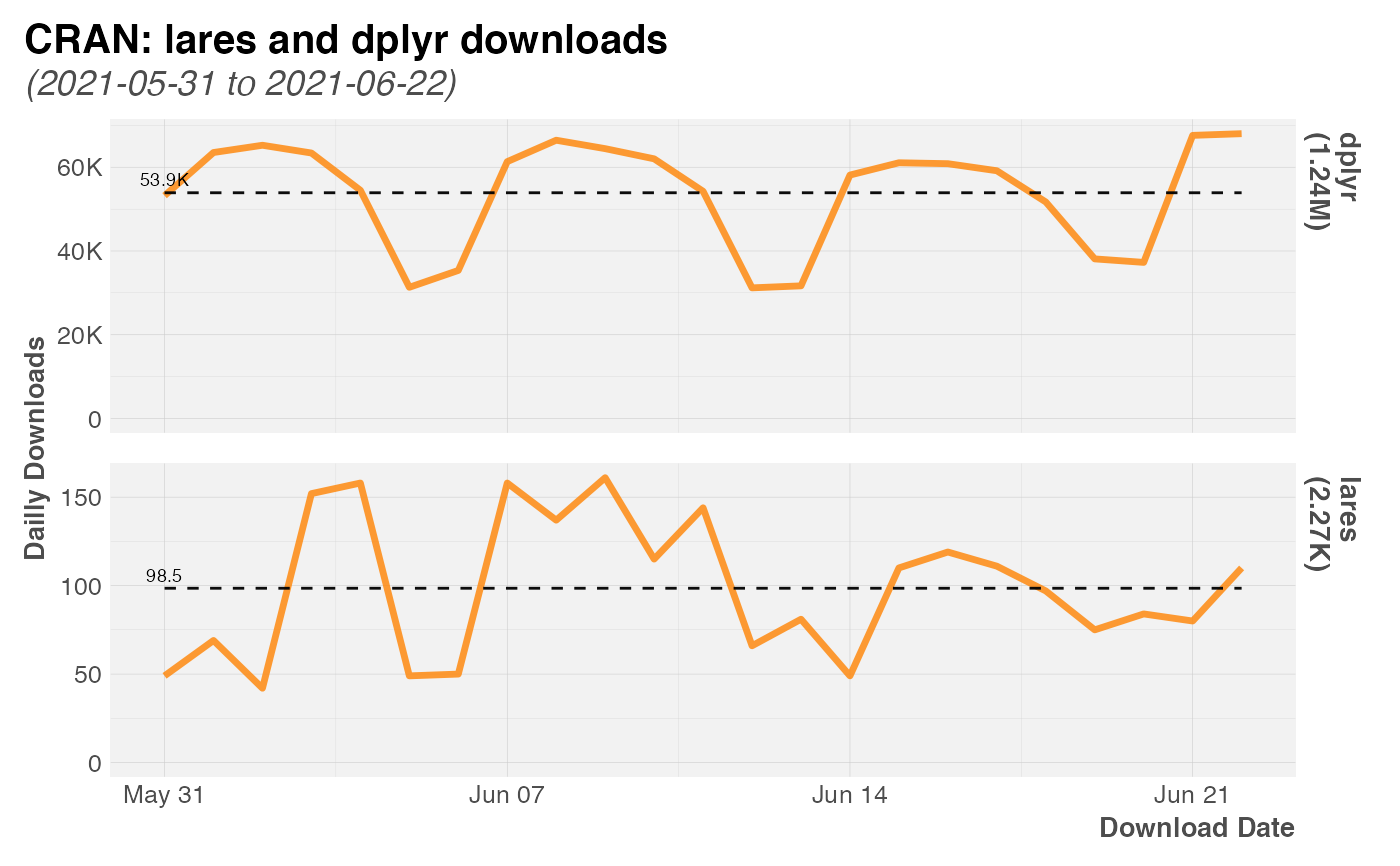 CRAN: lares and dplyr downloads
(2021-05-31 to 2021-06-22)
Dailly Downloads
60K
40K
20K
0
53.9K
dplyr
(1.24M)
150
100
50
0
98.5
lares
(2.27K)
May 31
Jun 07
Jun 14
Jun 21
Download Date